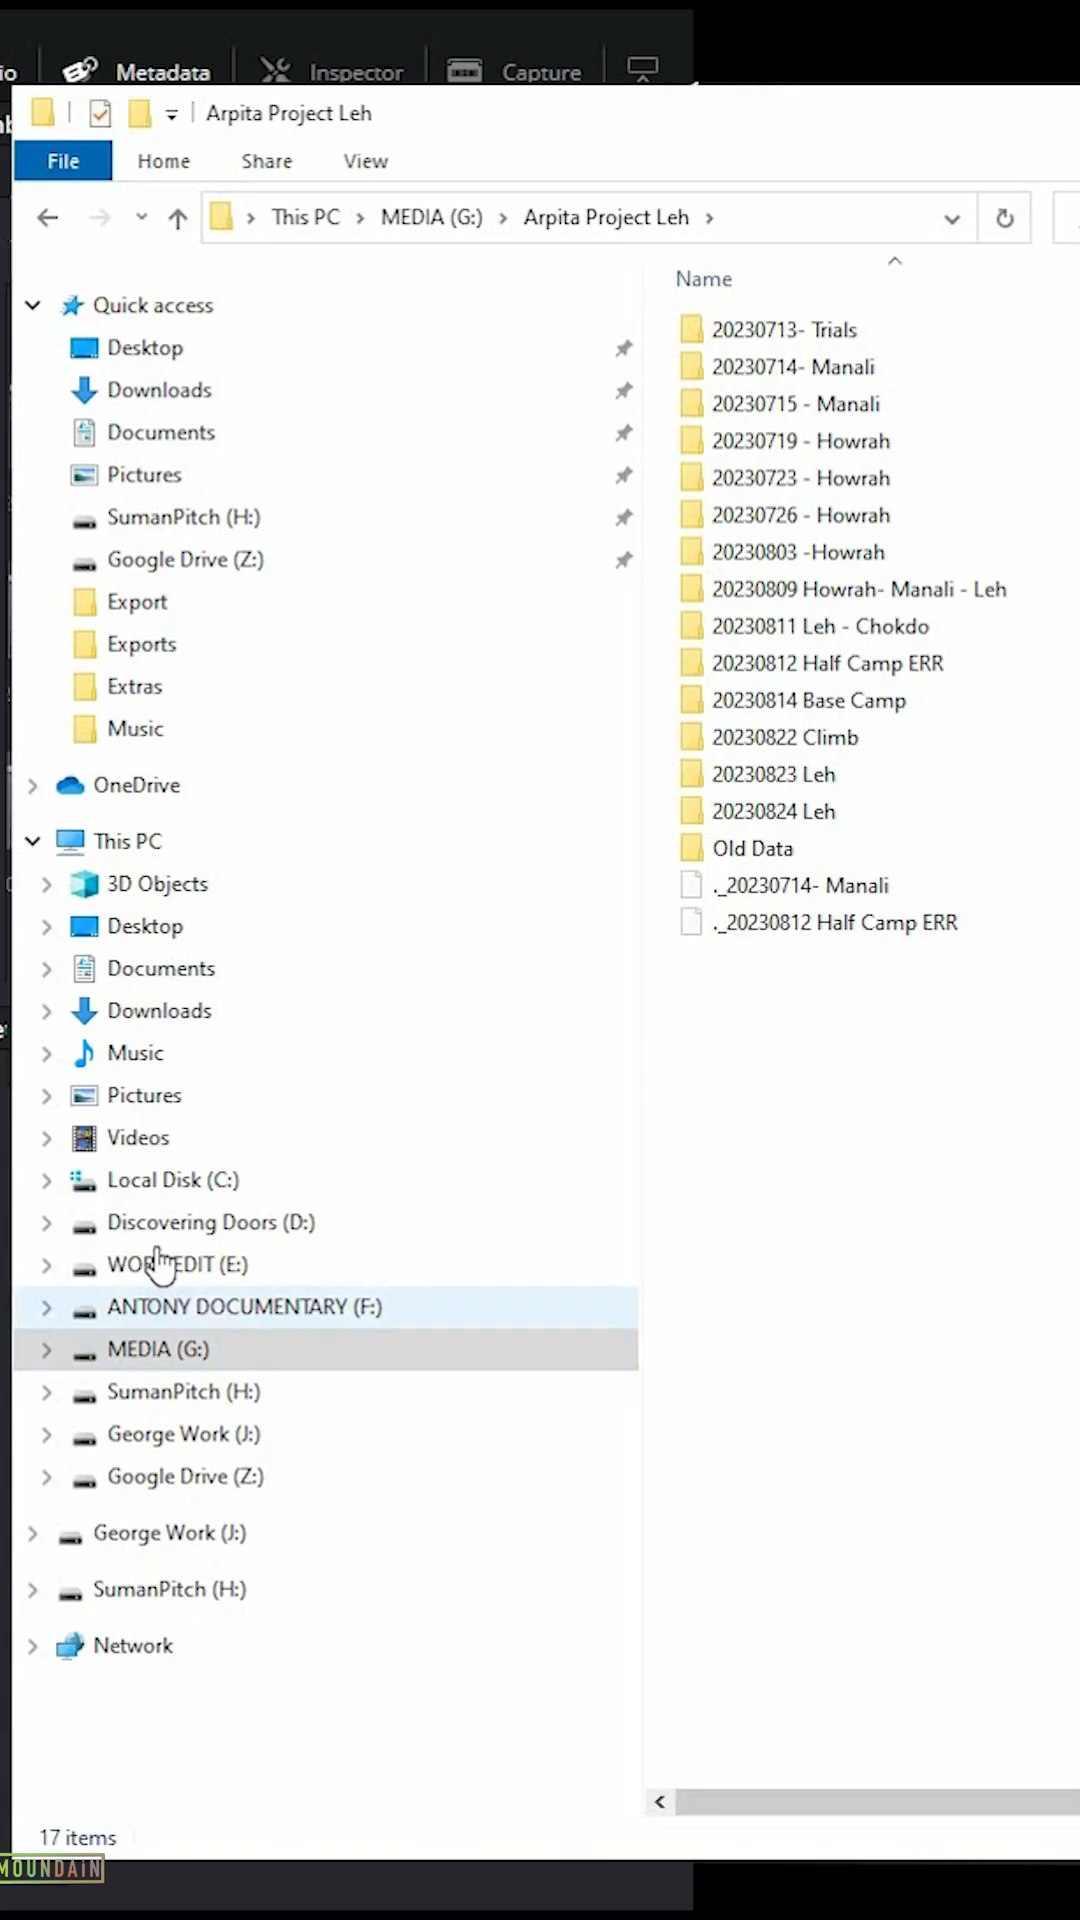 io Metadata Inspector Capture
Arpita Project Leh
File Home Share View
This PC MEDIA (G:) Arpita Project Leh
Quick access
Desktop
Downloads
Documents
Pictures
SumanPitch (H:)
Google Drive (Z:)
Export
Exports
Extras
Music
OneDrive
This PC
3D Objects
Desktop
Documents
Downloads
Music
Pictures
Videos
Local Disk (C:)
Discovering Doors (D:)
EDIT (E:)
ANTONY DOCUMENTARY (F:)
MEDIA (G:)
SumanPitch (H:)
George Work (J:)
Google Drive (Z:)
George Work (J:)
SumanPitch (H:)
Network
Name
20230713- Trials
20230714- Manali
20230715 - Manali
20230719 - Howrah
20230723 - Howrah
20230726 - Howrah
20230803 -Howrah
20230809 Howrah- Manali - Leh
20230811 Leh - Chokdo
20230812 Half Camp ERR
20230814 Base Camp
20230822 Climb
20230823 Leh
20230824 Leh
Old Data
._20230714- Manali
._20230812 Half Camp ERR
17 items
MOUNDAiN